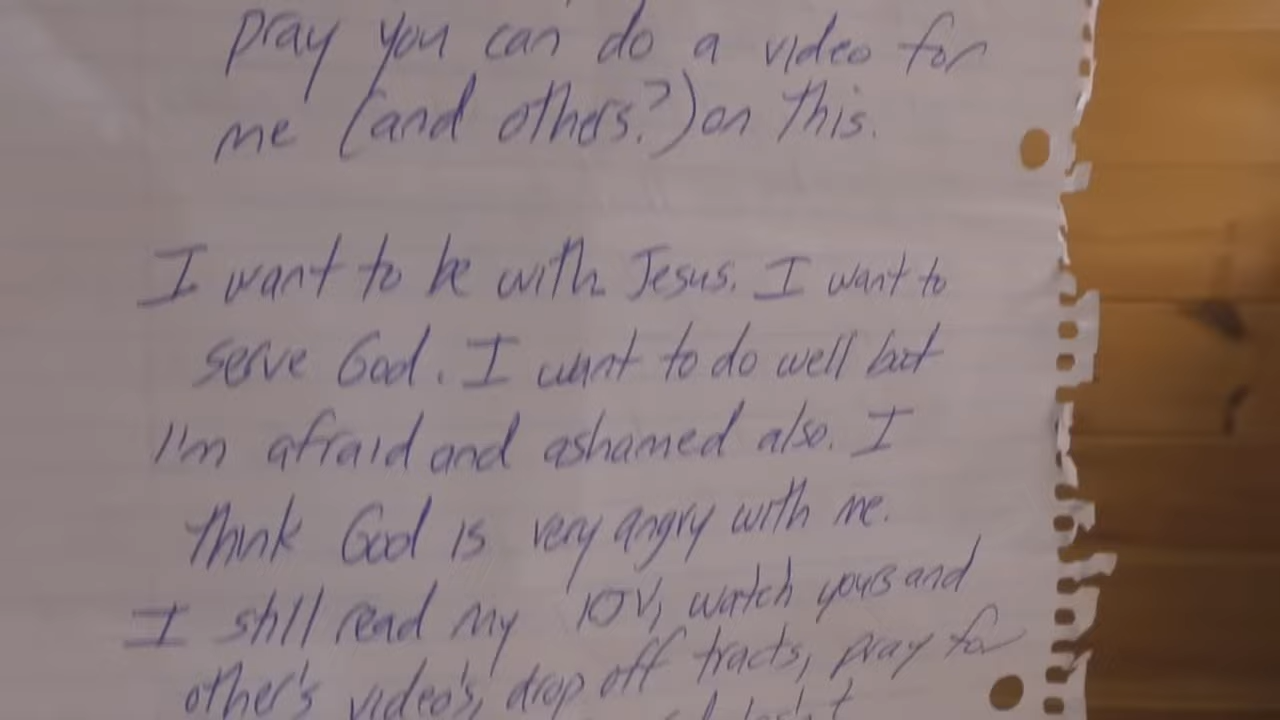 pray you can do a video for
me (and others?) on this.
I want to be with Jesus. I want to
serve God. I want to do well but
I'm afraid and ashamed also. I
think God is very angry with me.
I still read my KJV, watch yours and
other's video's, drop off tracts, pray for